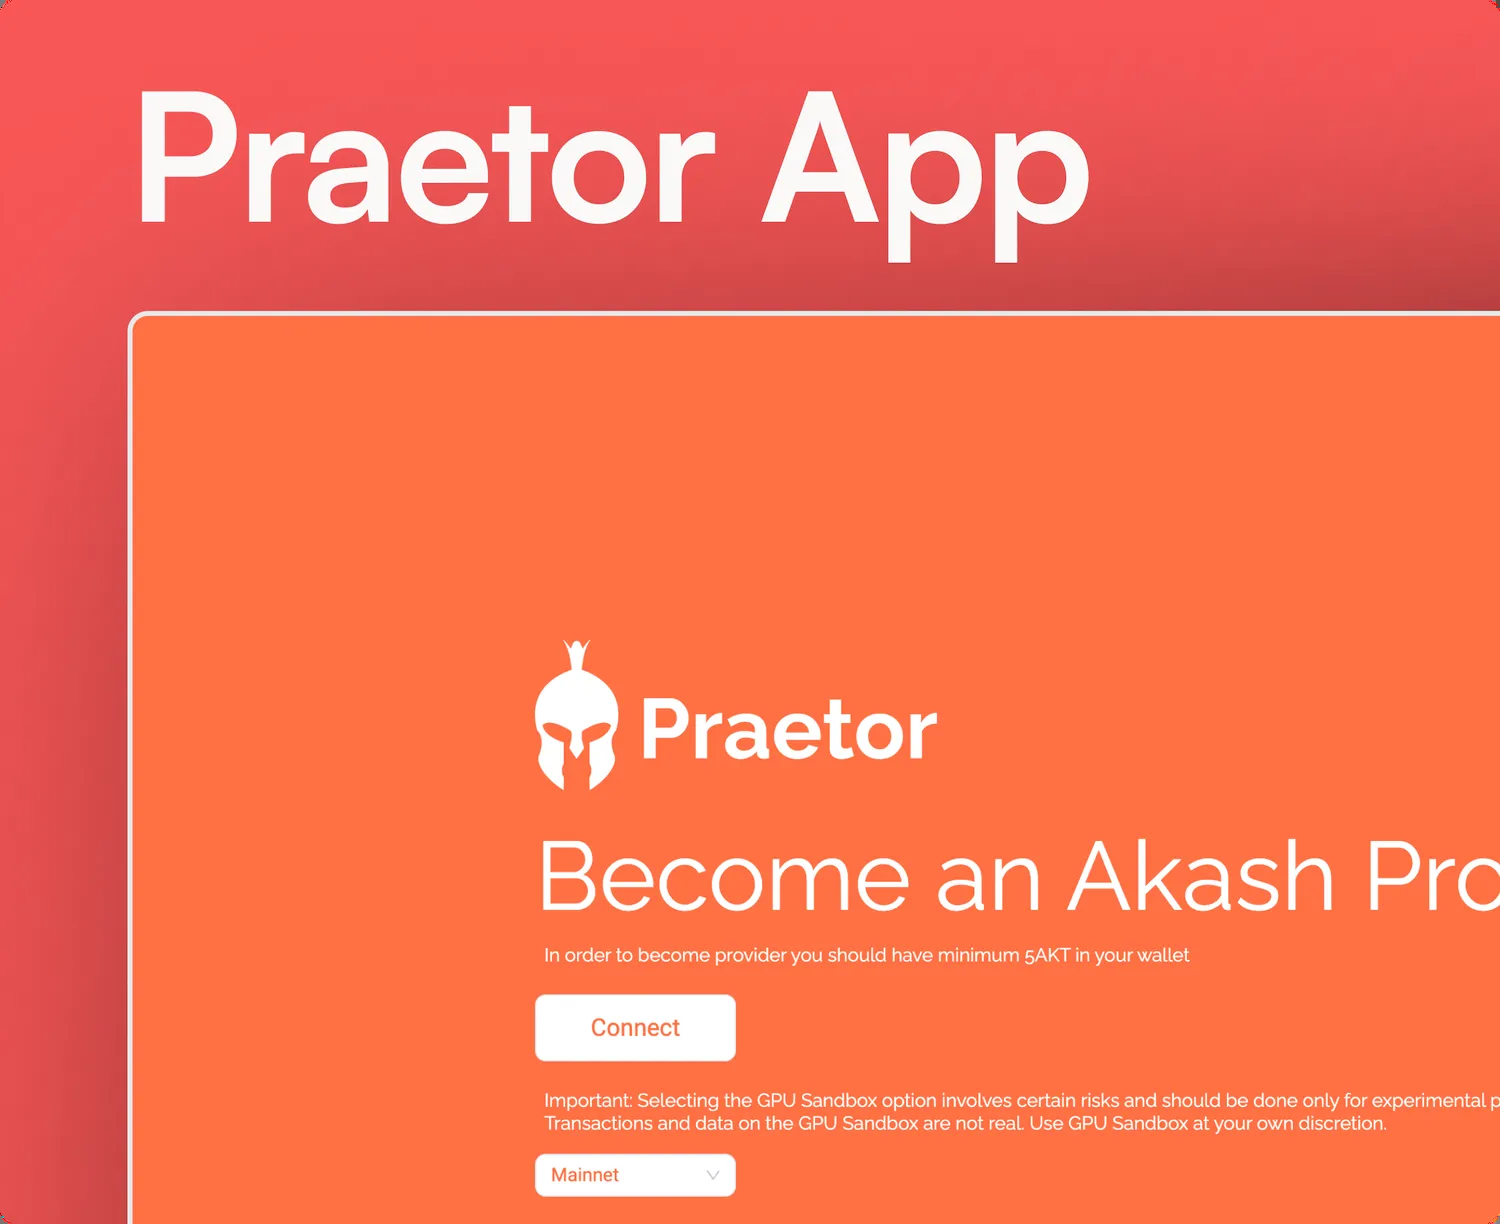 Praetor App
Praetor
Become an Akash Pro
In order to become provider you should have minimum 5AKT in your wallet
Connect
Important: Selecting the GPU Sandbox option involves certain risks and should be done only for experimental p
Transactions and data on the GPU Sandbox are not real. Use GPU Sandbox at your own discretion.
Mainnet